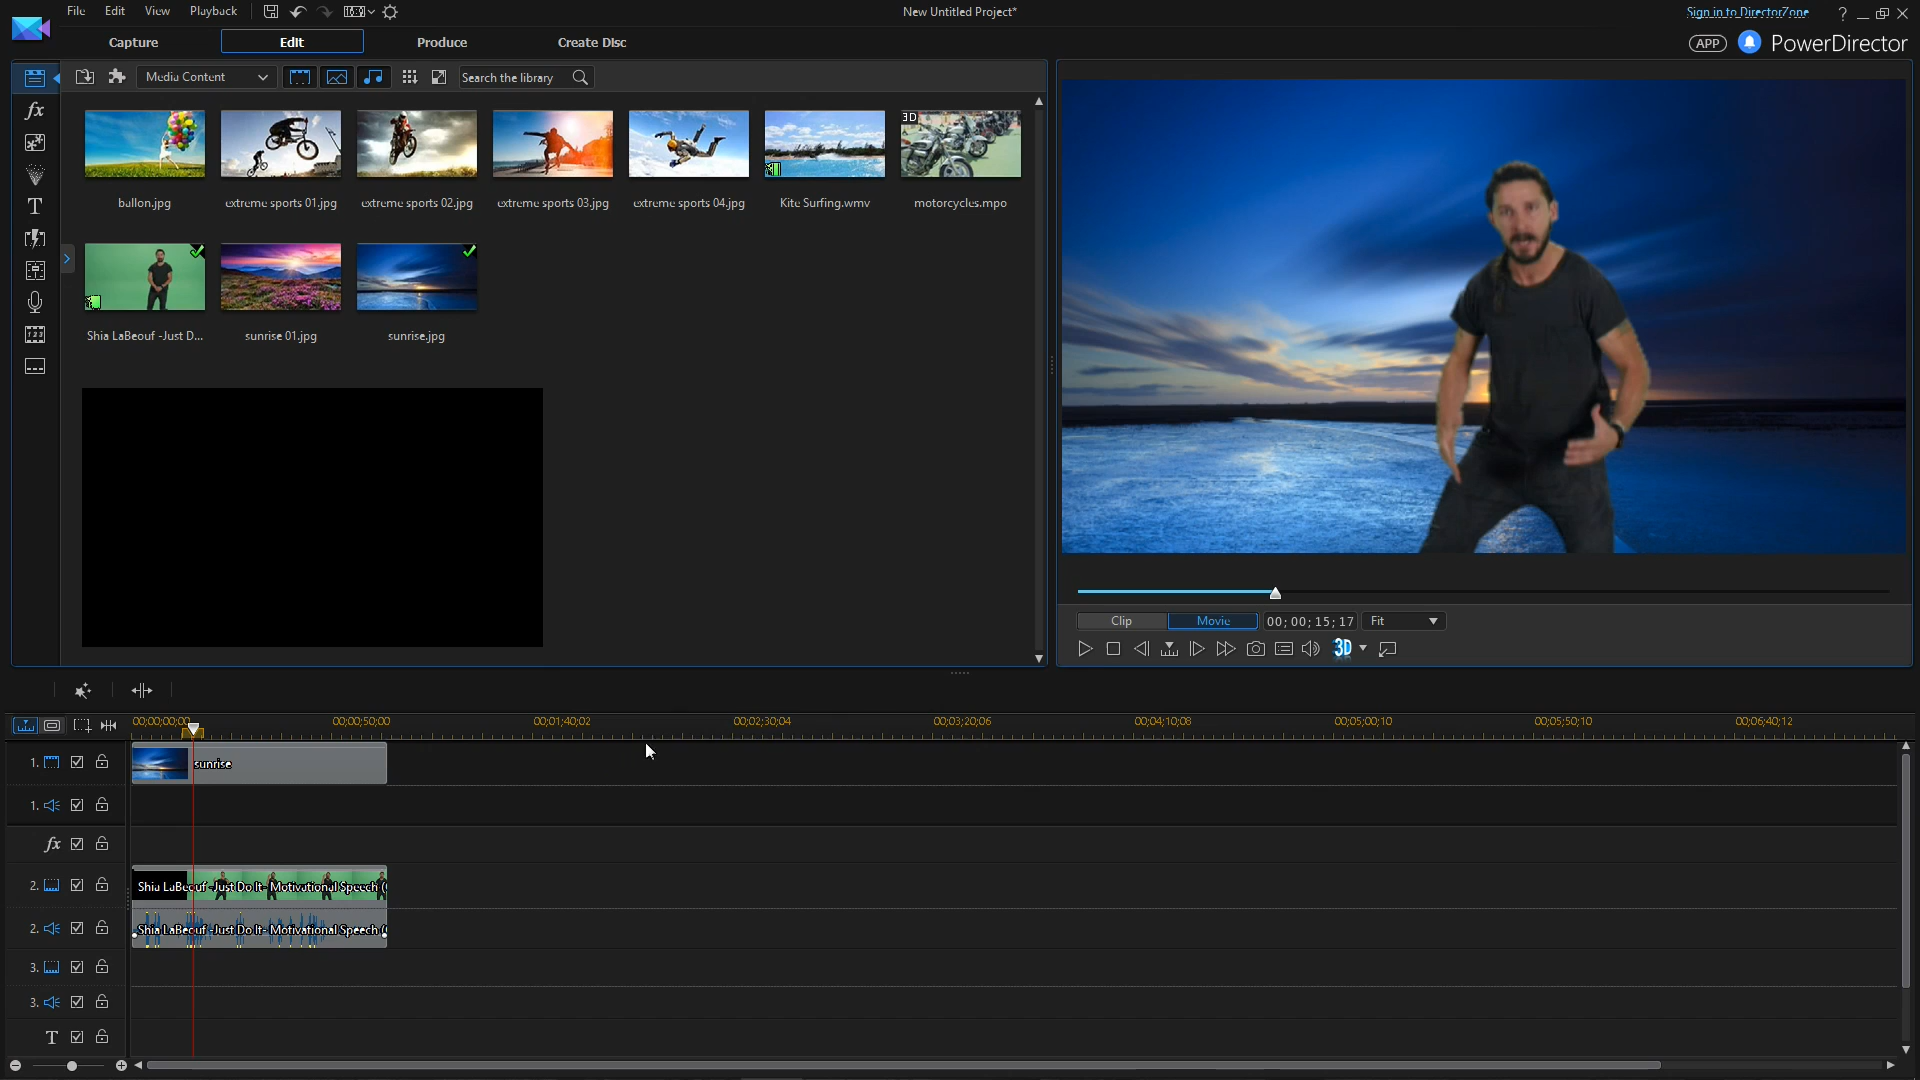 File Edit View Playback
New Untitled Project*
Sign in to DirectorZone
?
Capture Edit Produce Create Disc
APP PowerDirector
Media Content
Search the library
3D
ballon.jpg extreme sports 01.jpg extreme sports 02.jpg extreme sports 03.jpg extreme sports 04.jpg Kite Surfing.wmv motorcycles.mpo
Shia LaBeouf -Just D... sunrise 01.jpg sunrise.jpg
fx
T
Clip Movie 00; 00; 15; 17 Fit
3D
00;00;00;00 00;00;50;00 00;01;40;02 00;02;30;04 00;03;20;06 00;04;10;08 00;05;00;10 00;05;50;10 00;06;40;12
1. sunrise
1.
fx
2. Shia LaBeouf -Just Do It- Motivational Speech (
2. Shia LaBeouf -Just Do It- Motivational Speech (
3.
3.
T